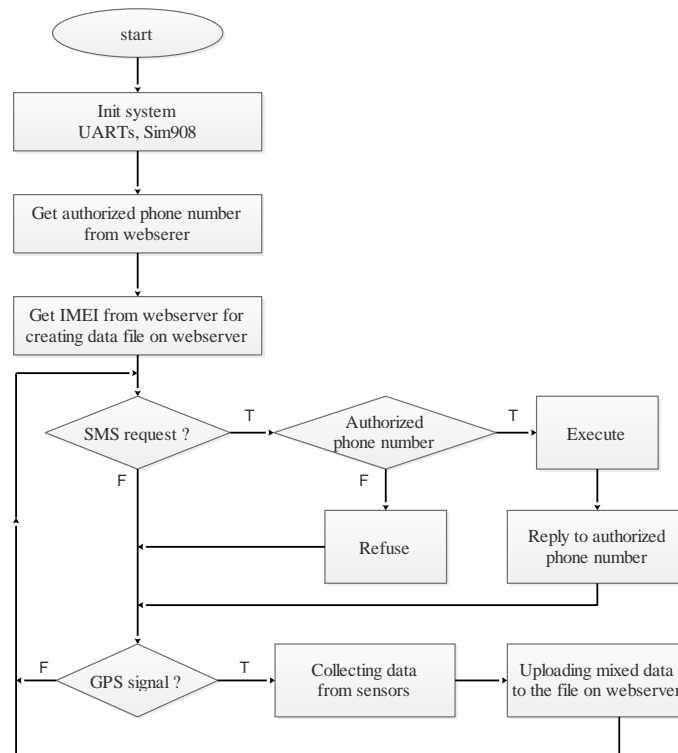 start
Init system
UARTs, Sim908
Get authorized phone number
from webserer
Get IMEI from webserver for
creating data file on webserver
SMS request ?
T
Authorized
phone number
T
Execute
F
F
Refuse
Reply to authorized
phone number
F
GPS signal ?
T
Collecting data
from sensors
Uploading mixed data
to the file on webserver